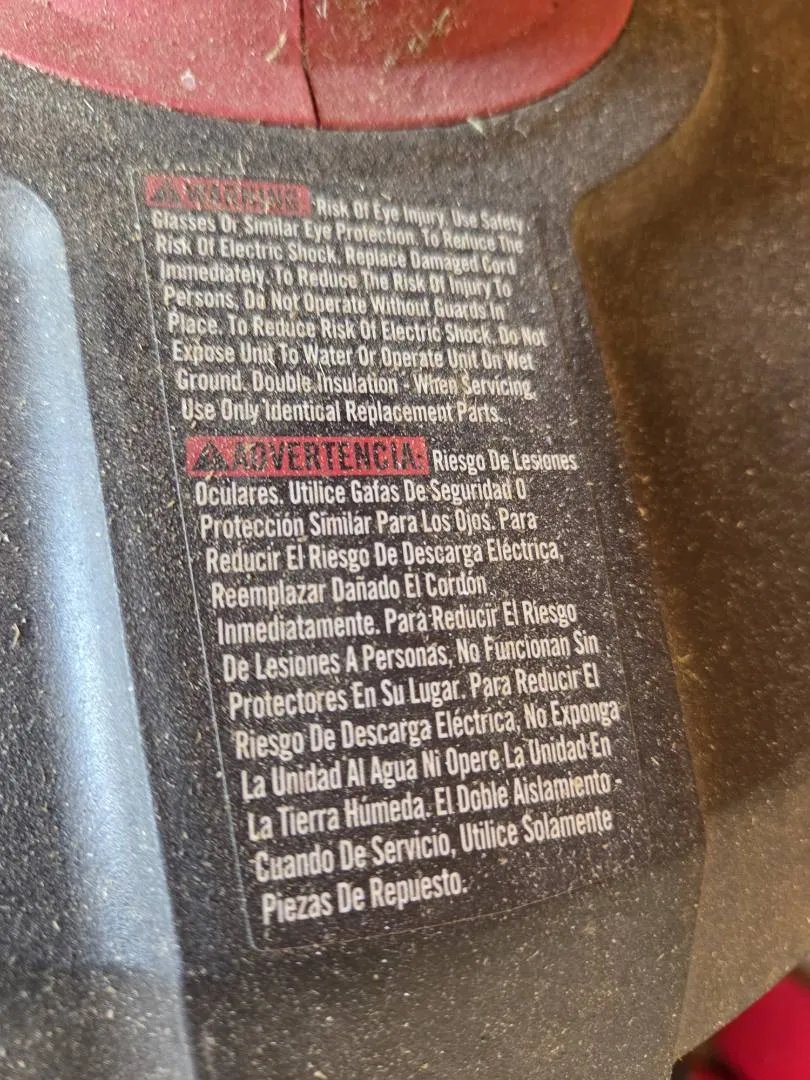 WARNING: Risk Of Eye Injury. Use Safety
Glasses Or Similar Eye Protection. To Reduce The
Risk Of Electric Shock, Replace Damaged Cord
Immediately. To Reduce The Risk Of Injury To
Persons, Do Not Operate Without Guards In
Place. To Reduce Risk Of Electric Shock, Do Not
Expose Unit To Water Or Operate Unit On Wet
Ground. Double Insulation - When Servicing,
Use Only Identical Replacement Parts.
ADVERTENCIA: Riesgo De Lesiones
Oculares. Utilice Gafas De Seguridad O
Protección Similar Para Los Ojos. Para
Reducir El Riesgo De Descarga Eléctrica,
Reemplazar Dañado El Cordón
Inmediatamente. Para Reducir El Riesgo
De Lesiones A Personas, No Funcionan Sin
Protectores En Su Lugar. Para Reducir El
Riesgo De Descarga Eléctrica, No Exponga
La Unidad Al Agua Ni Opere La Unidad En
La Tierra Húmeda. El Doble Aislamiento -
Cuando De Servicio, Utilice Solamente
Piezas De Repuesto.